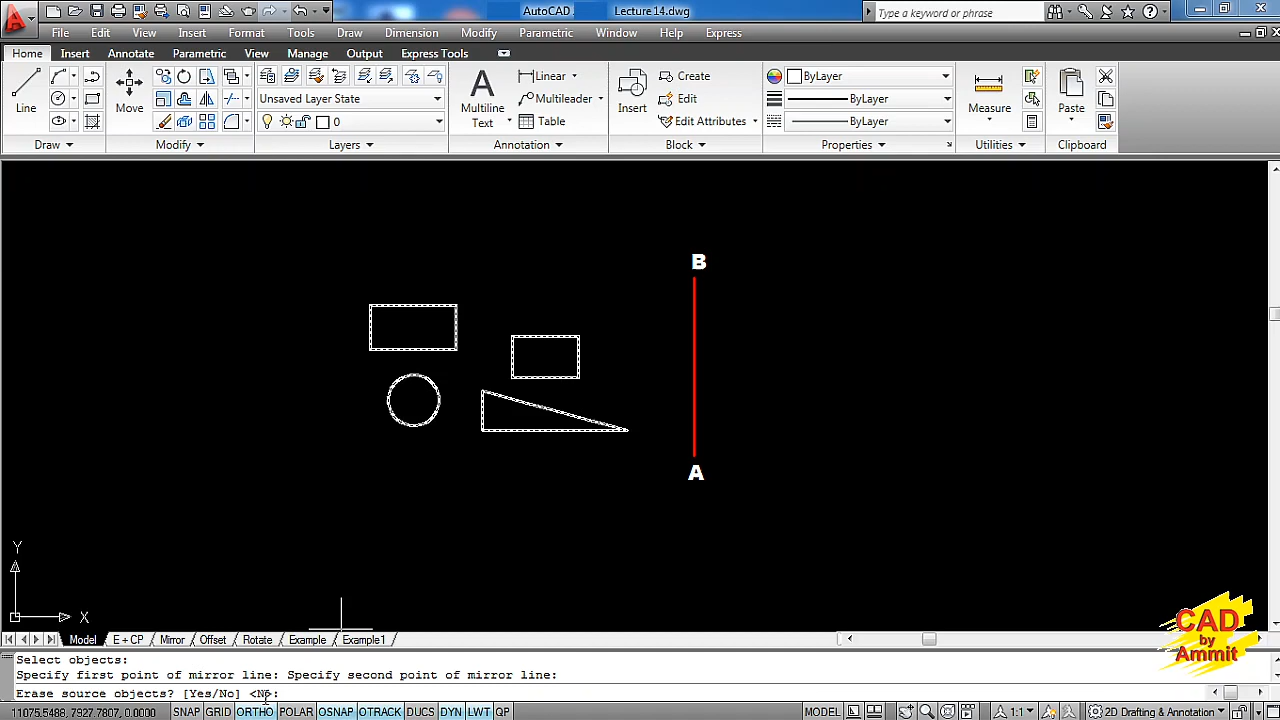 AutoCAD Lecture 14.dwg Type a keyword or phrase
File Edit View Insert Format Tools Draw Dimension Modify Parametric Window Help Express
Home Insert Annotate Parametric View Manage Output Express Tools
Line Move Unsaved Layer State 0 Multiline Text Linear Multileader Table Insert Create Edit Edit Attributes ByLayer ByLayer ByLayer Measure Paste
Draw Modify Layers Annotation Block Properties Utilities Clipboard
B
A
Y
X
CAD
by
Ammit
Model E + CP Mirror Offset Rotate Example Example1
Select objects:
Specify first point of mirror line: Specify second point of mirror line:
Erase source objects? [Yes/No] <N
11075.5488, 7927.7807, 0.0000 SNAP GRID ORTHO POLAR OSNAP OTRACK DUCS DYN LWT QP MODEL 1:1 2D Drafting & Annotation